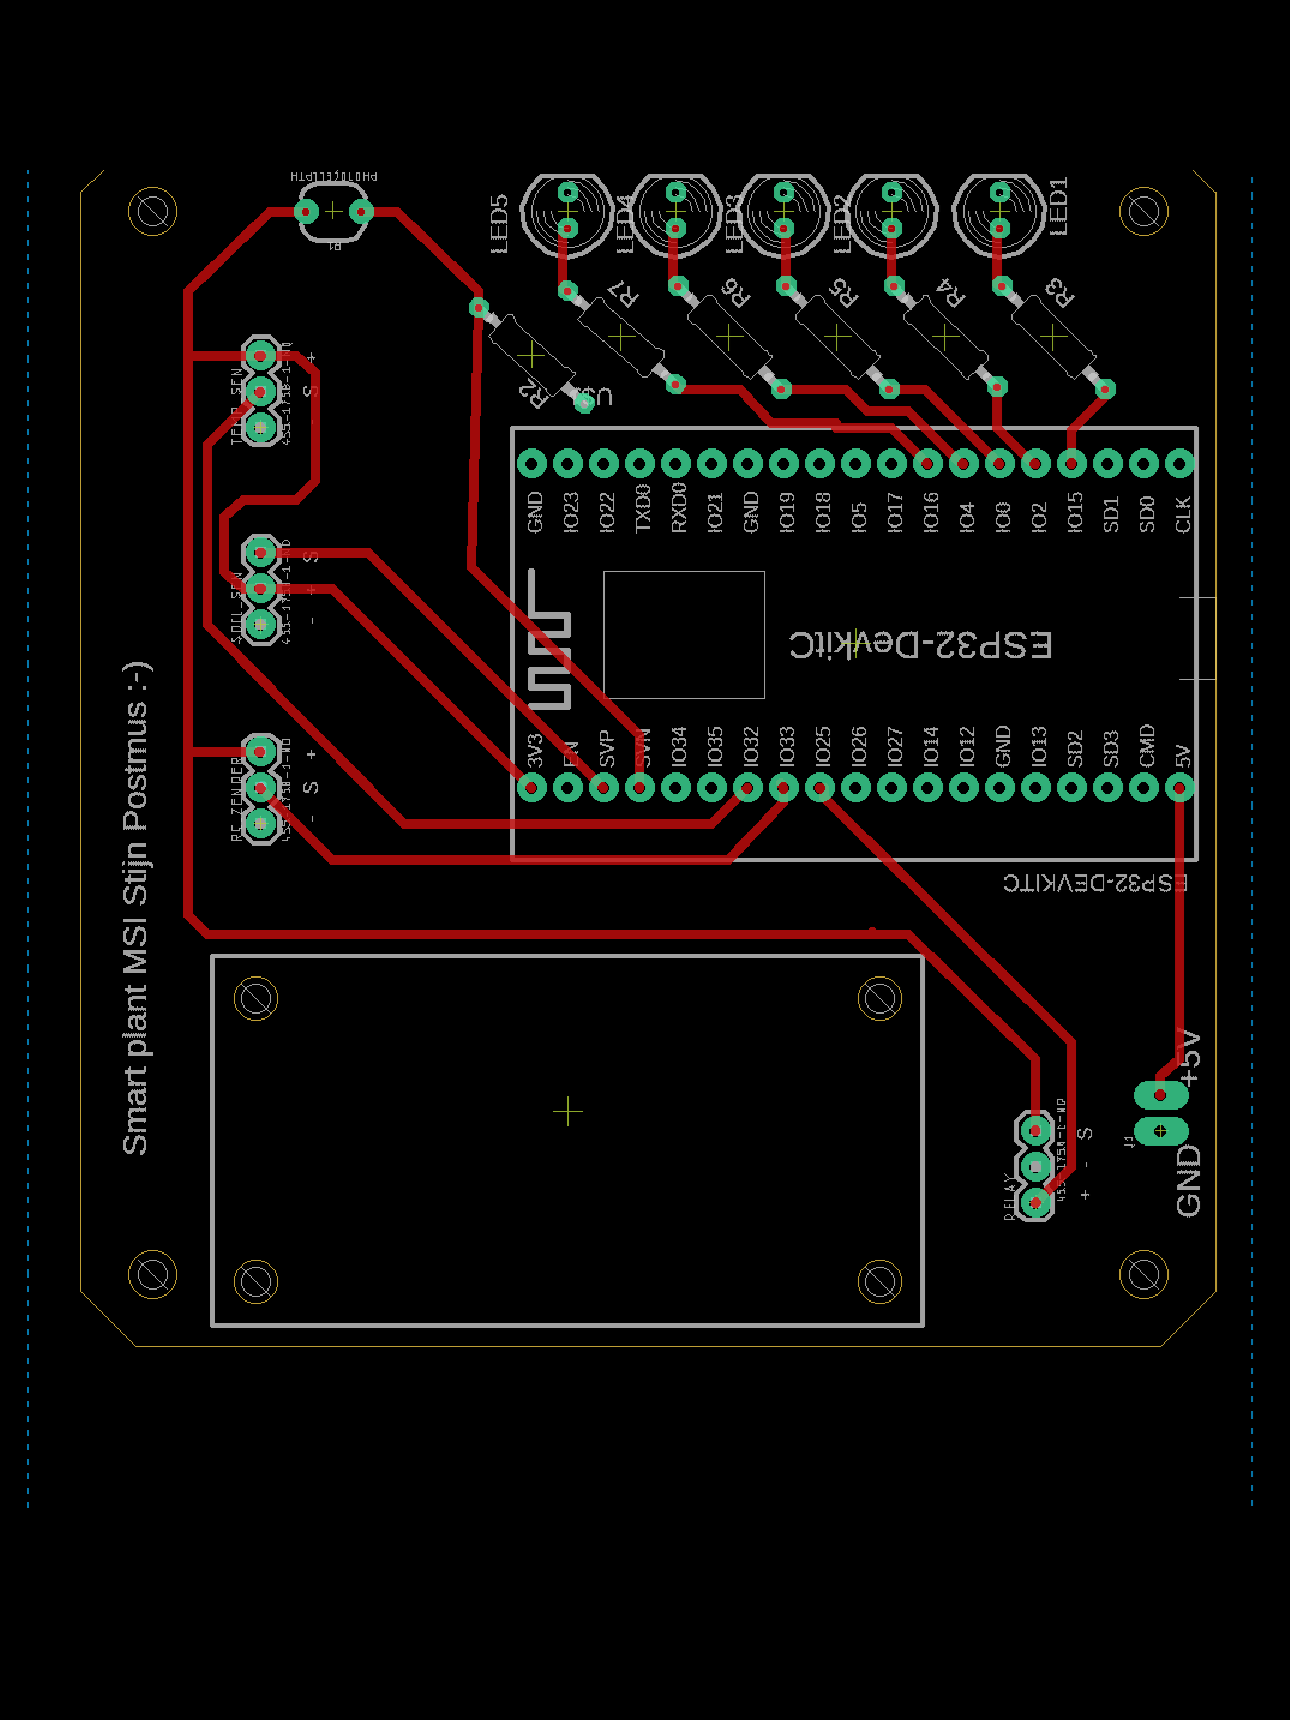 PHOTOCELLPTH
R1
LED5
LED4
LED3
LED2
LED1
R7
R6
R5
R4
R3
R2
U$1
TEMP_SEN
+
S
-
GND
IO23
IO22
TXD0
RXD0
IO21
GND
IO19
IO18
IO5
IO17
IO16
IO4
IO0
IO2
IO15
SD1
SD0
CLK
S
+
-
ESP32-DevkitC
3V3
EN
SVP
SVN
IO34
IO35
IO32
IO33
IO25
IO26
IO27
IO14
IO12
GND
IO13
SD2
SD3
CMD
5V
+
S
-
ESP32-DEVKITC
Smart plant MSI Stijn Postmus :-)
+5V
J1
GND
RELAY
S
-
+